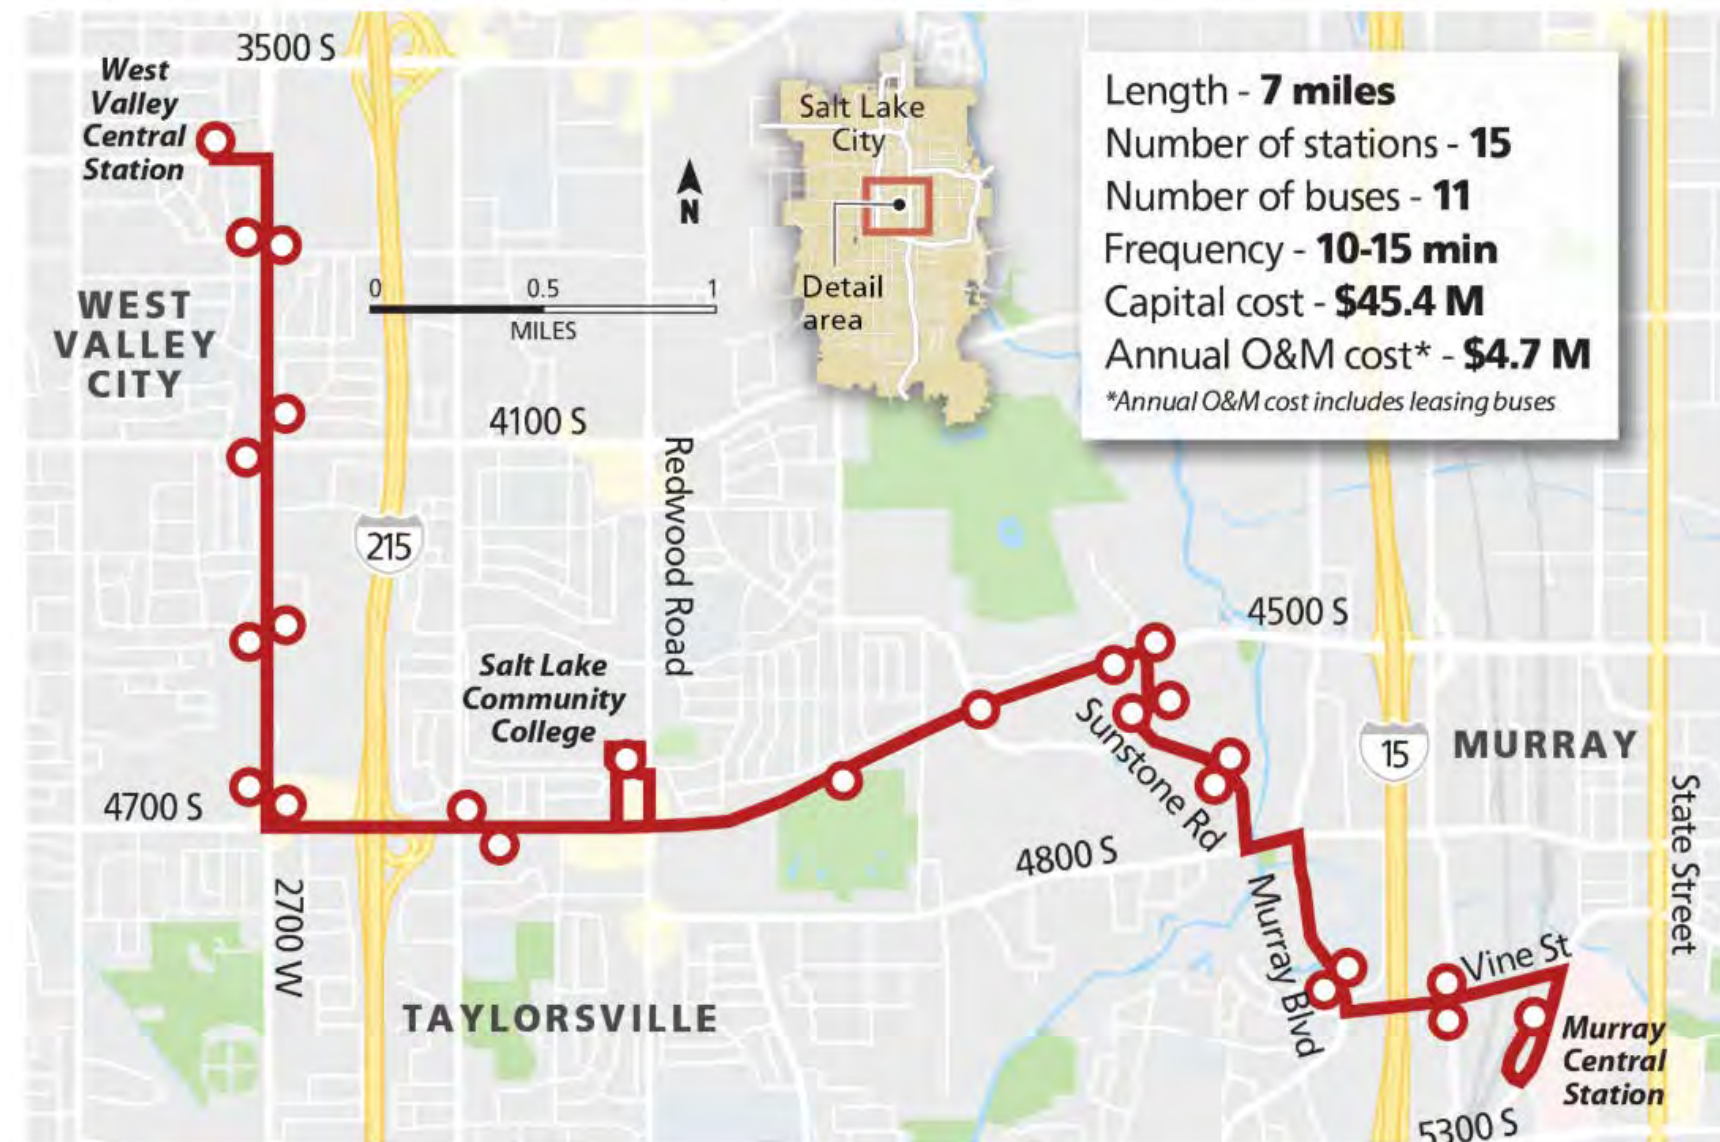 3500 S
West
Valley
Central
Station
WEST
VALLEY
CITY
N
0 0.5 1
MILES
Salt Lake
City
Detail
area
Length - 7 miles
Number of stations - 15
Number of buses - 11
Frequency - 10-15 min
Capital cost - $45.4 M
Annual O&M cost* - $4.7 M
*Annual O&M cost includes leasing buses
4100 S
215
Redwood Road
4500 S
Salt Lake
Community
College
Sunstone Rd
15
MURRAY
State Street
4700 S
4800 S
2700 W
Murray Blvd
Vine St
TAYLORSVILLE
Murray
Central
Station
5300 S